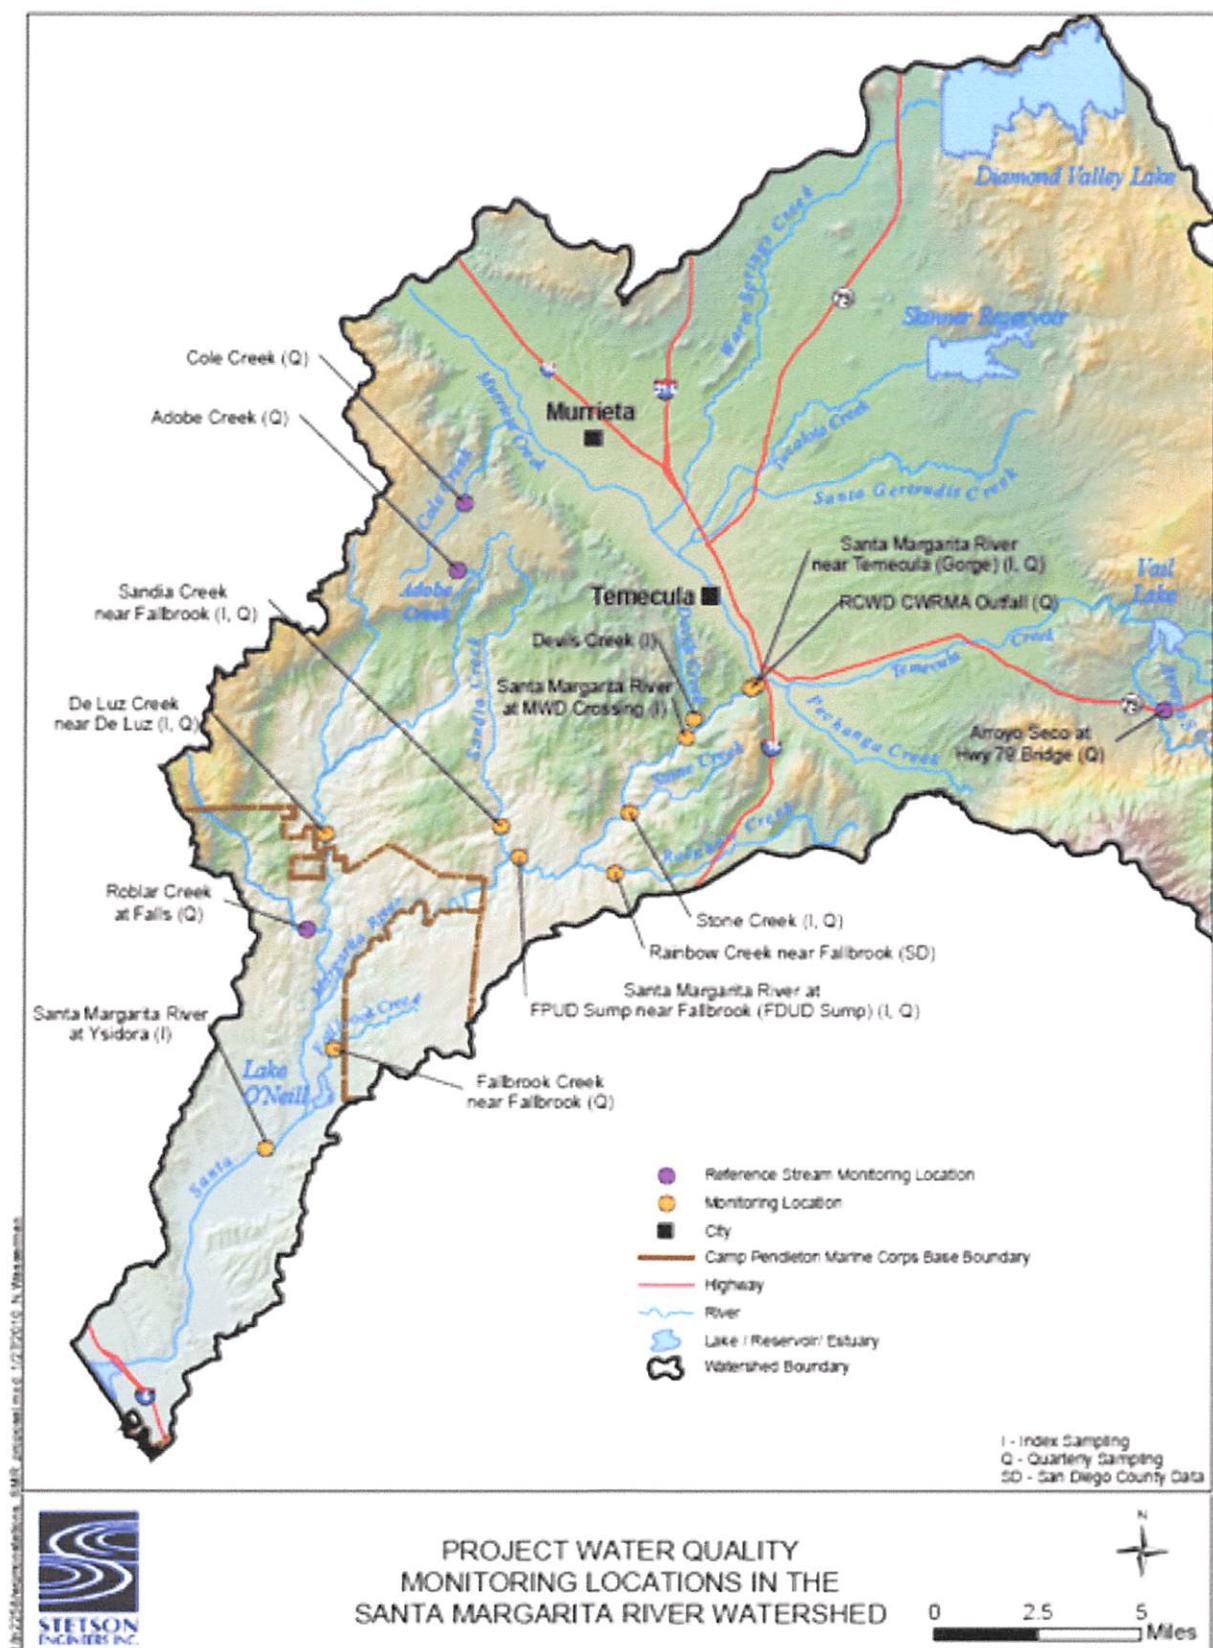 Diamond Valley Lake
Warm Springs Creek
79
Skinner Reservoir
Cole Creek (Q)
Adobe Creek (Q)
Murrieta Creek
Murrieta
215
Tucalota Creek
Santa Gertrudis Creek
Cole Creek
Santa Margarita River
near Temecula (Gorge) (I, Q)
Vail
Lake
Sandia Creek
near Fallbrook (I, Q)
Adobe
Creek
Temecula
RCWD CWRMA Outfall (Q)
Devils Creek
Devils Creek (I)
Temecula Creek
Santa Margarita River
at MWD Crossing (I)
De Luz Creek
near De Luz (I, Q)
Sandia Creek
Pechanga Creek
79
Arroyo Seco at
Hwy 79 Bridge (Q)
Stone Creek
Rainbow Creek
Roblar Creek
at Falls (Q)
Stone Creek (I, Q)
Rainbow Creek near Fallbrook (SD)
Margarita River
Santa Margarita River at
FPUD Sump near Fallbrook (FDUD Sump) (I, Q)
Santa Margarita River
at Ysidora (I)
Fallbrook Creek
Lake
O'Neill
Fallbrook Creek
near Fallbrook (Q)
Santa
Reference Stream Monitoring Location
Monitoring Location
City
Camp Pendleton Marine Corps Base Boundary
Highway
River
Lake / Reservoir/ Estuary
Watershed Boundary
I - Index Sampling
Q - Quarterly Sampling
SD - San Diego County Data
STETSON
ENGINEERS INC.
PROJECT WATER QUALITY
MONITORING LOCATIONS IN THE
SANTA MARGARITA RIVER WATERSHED
N
0 2.5 5
Miles